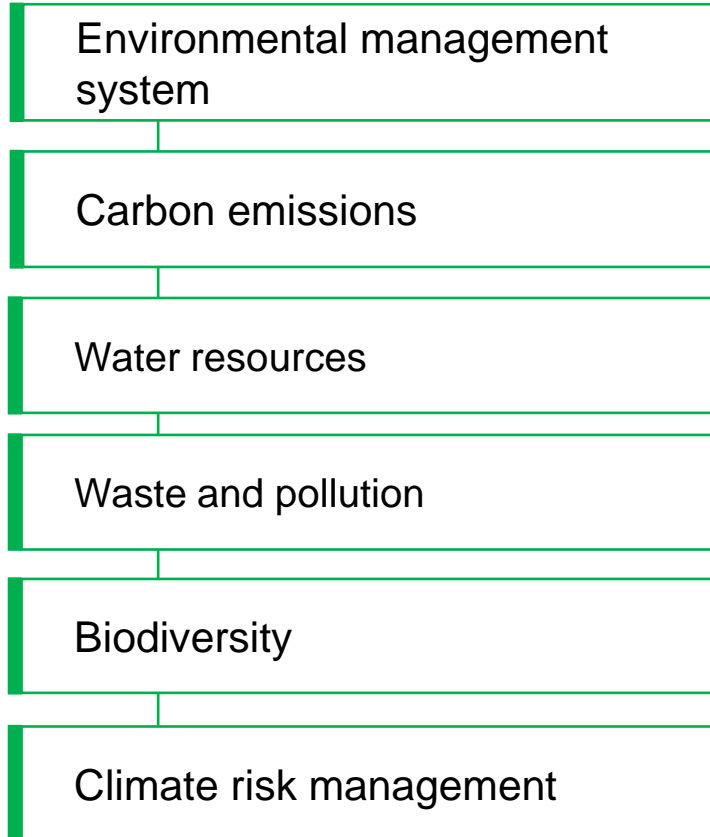 Environmental management
system
Carbon emissions
Water resources
Waste and pollution
Biodiversity
Climate risk management